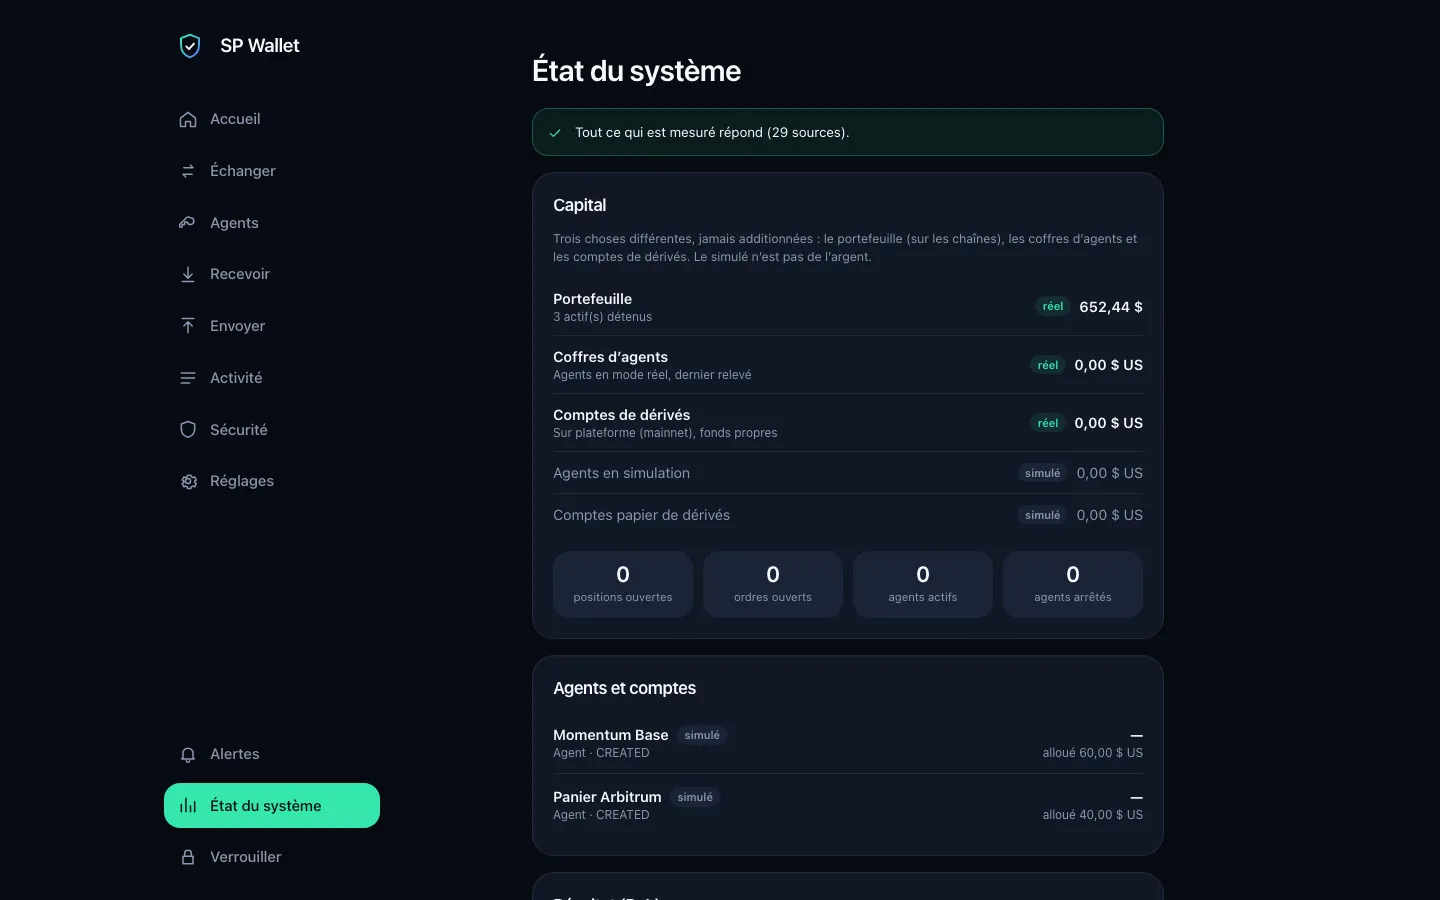 SP Wallet
Accueil
Échanger
Agents
Recevoir
Envoyer
Activité
Sécurité
Réglages
Alertes
État du système
Verrouiller
État du système
Tout ce qui est mesuré répond (29 sources).
Capital
Trois choses différentes, jamais additionnées : le portefeuille (sur les chaînes), les coffres d’agents et
les comptes de dérivés. Le simulé n’est pas de l’argent.
Portefeuille
réel 652,44 $
3 actif(s) détenus
Coffres d’agents
réel 0,00 $ US
Agents en mode réel, dernier relevé
Comptes de dérivés
réel 0,00 $ US
Sur plateforme (mainnet), fonds propres
Agents en simulation simulé 0,00 $ US
Comptes papier de dérivés simulé 0,00 $ US
0 0 0 0
positions ouvertes ordres ouverts agents actifs agents arrêtés
Agents et comptes
Momentum Base simulé —
Agent · CREATED alloué 60,00 $ US
Panier Arbitrum simulé —
Agent · CREATED alloué 40,00 $ US